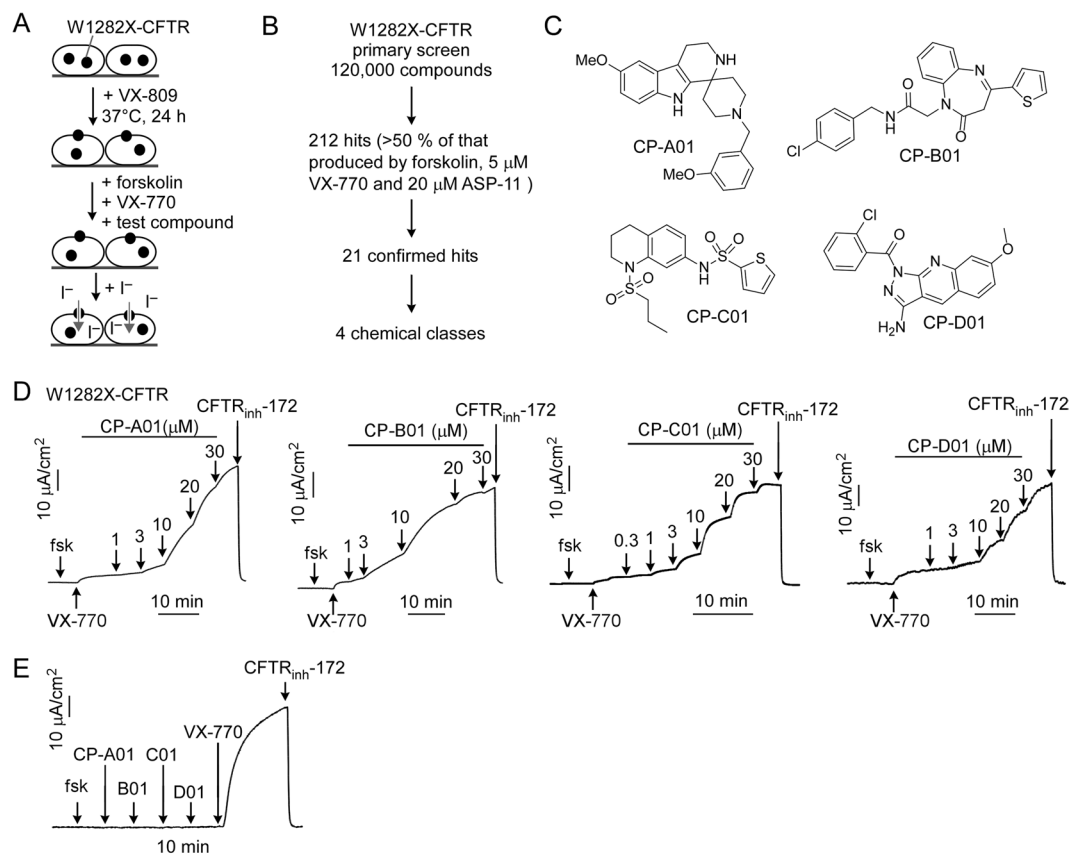 A
W1282X-CFTR
+ VX-809
37°C, 24 h
+ forskolin
+ VX-770
+ test compound
I⁻ + I⁻ I⁻
I⁻ I⁻
B
W1282X-CFTR
primary screen
120,000 compounds
212 hits (>50 % of that
produced by forskolin, 5 μM
VX-770 and 20 μM ASP-11 )
21 confirmed hits
4 chemical classes
C
MeO
NH
N
H
N
MeO
CP-A01
N
N
S
O
O
N
H
Cl
CP-B01
N
O
S
O
O
S
O
N
H
S
CP-C01
Cl
O
N
N
N
O
H₂N
CP-D01
D
W1282X-CFTR
CP-A01(μM)
CFTRinh-172
10 μA/cm²
fsk
1
3
10
20
30
VX-770
10 min
CP-B01 (μM)
CFTRinh-172
10 μA/cm²
fsk
1
3
10
20
30
VX-770
10 min
CP-C01 (μM)
CFTRinh-172
10 μA/cm²
fsk
0.3
1
3
10
20
30
VX-770
10 min
CP-D01 (μM)
CFTRinh-172
10 μA/cm²
fsk
1
3
10
20
30
VX-770
10 min
E
10 μA/cm²
fsk
CP-A01
B01
C01
D01
VX-770
CFTRinh-172
10 min